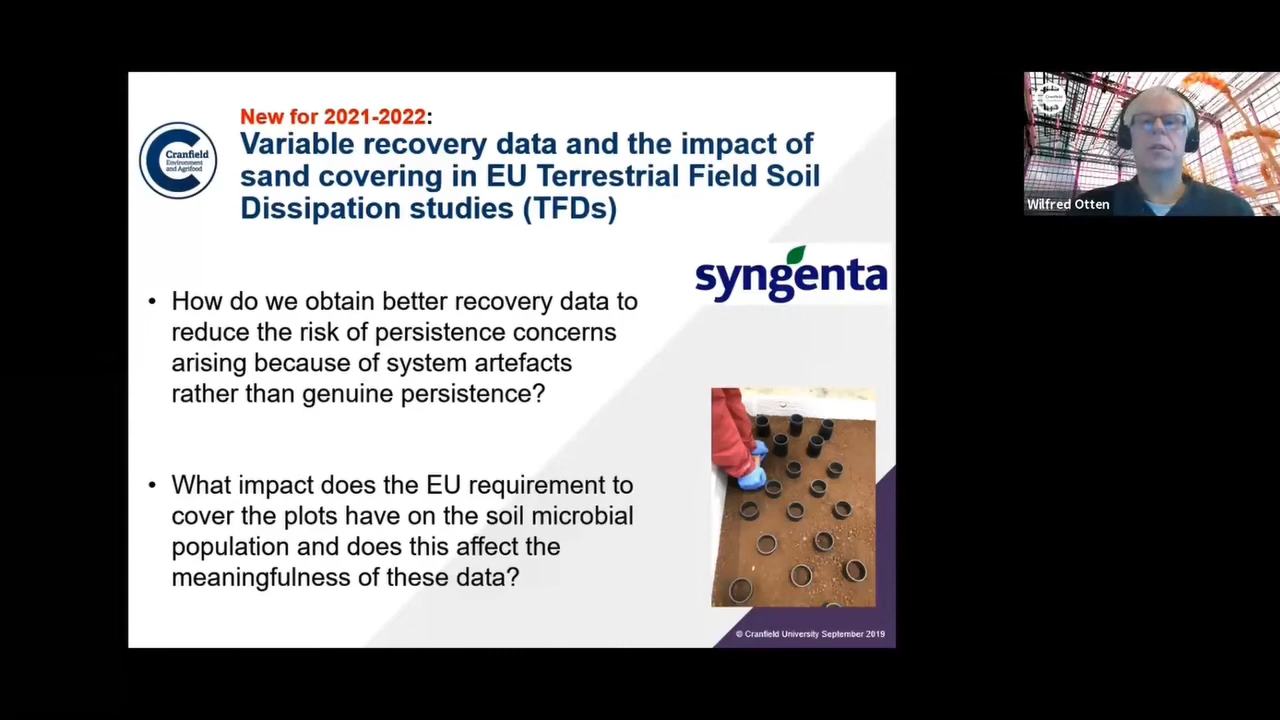 New for 2021-2022:
Variable recovery data and the impact of
sand covering in EU Terrestrial Field Soil
Dissipation studies (TFDs)
Cranfield
Environment
and Agrifood
syngenta
• How do we obtain better recovery data to
reduce the risk of persistence concerns
arising because of system artefacts
rather than genuine persistence?
• What impact does the EU requirement to
cover the plots have on the soil microbial
population and does this affect the
meaningfulness of these data?
© Cranfield University September 2019
Cranfield
Wilfred Otten